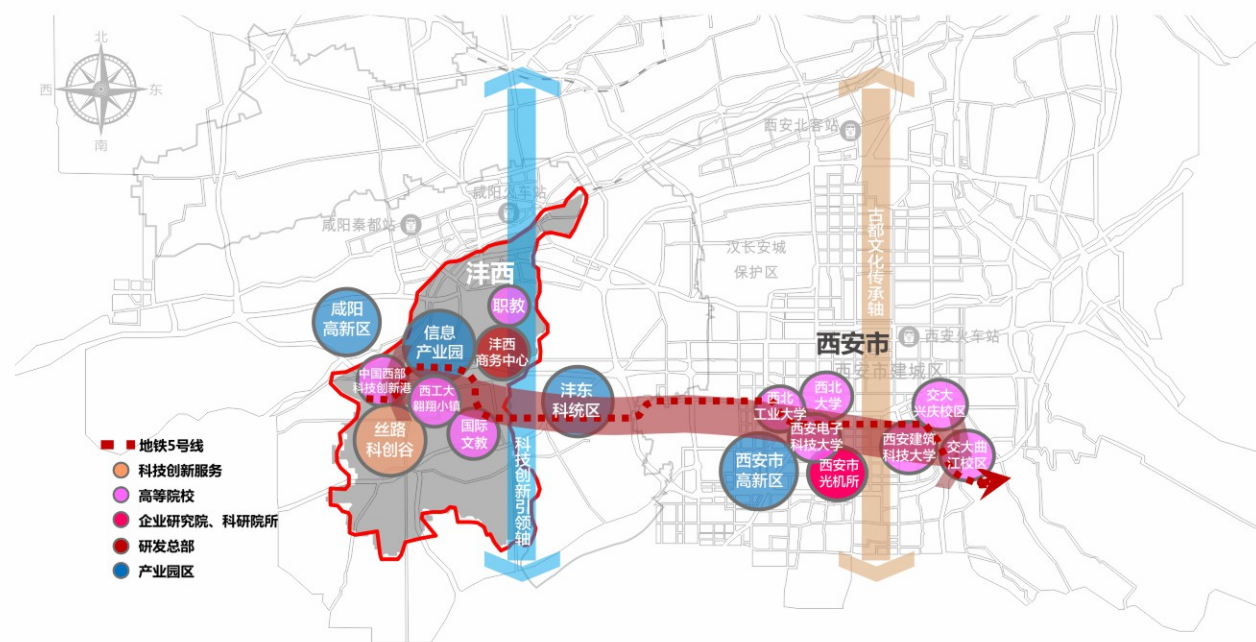 北
西
东
南
西安北客站
咸阳火车站
咸阳秦都站
汉长安城
保护区
古都文化传承轴
沣西
职教
咸阳
高新区
信息
产业园
沣西
商务中心
西安市
西安火车站
西安市建城区
中国西部
科技创新港
西工大
翱翔小镇
沣东
科统区
西北
工业大学
西北
大学
交大
兴庆校区
丝路
科创谷
国际
文教
科技创新引领轴
西安电子
科技大学
西安建筑
科技大学
交大曲
江校区
西安市
高新区
西安市
光机所
地铁5号线
科技创新服务
高等院校
企业研究院、科研院所
研发总部
产业园区